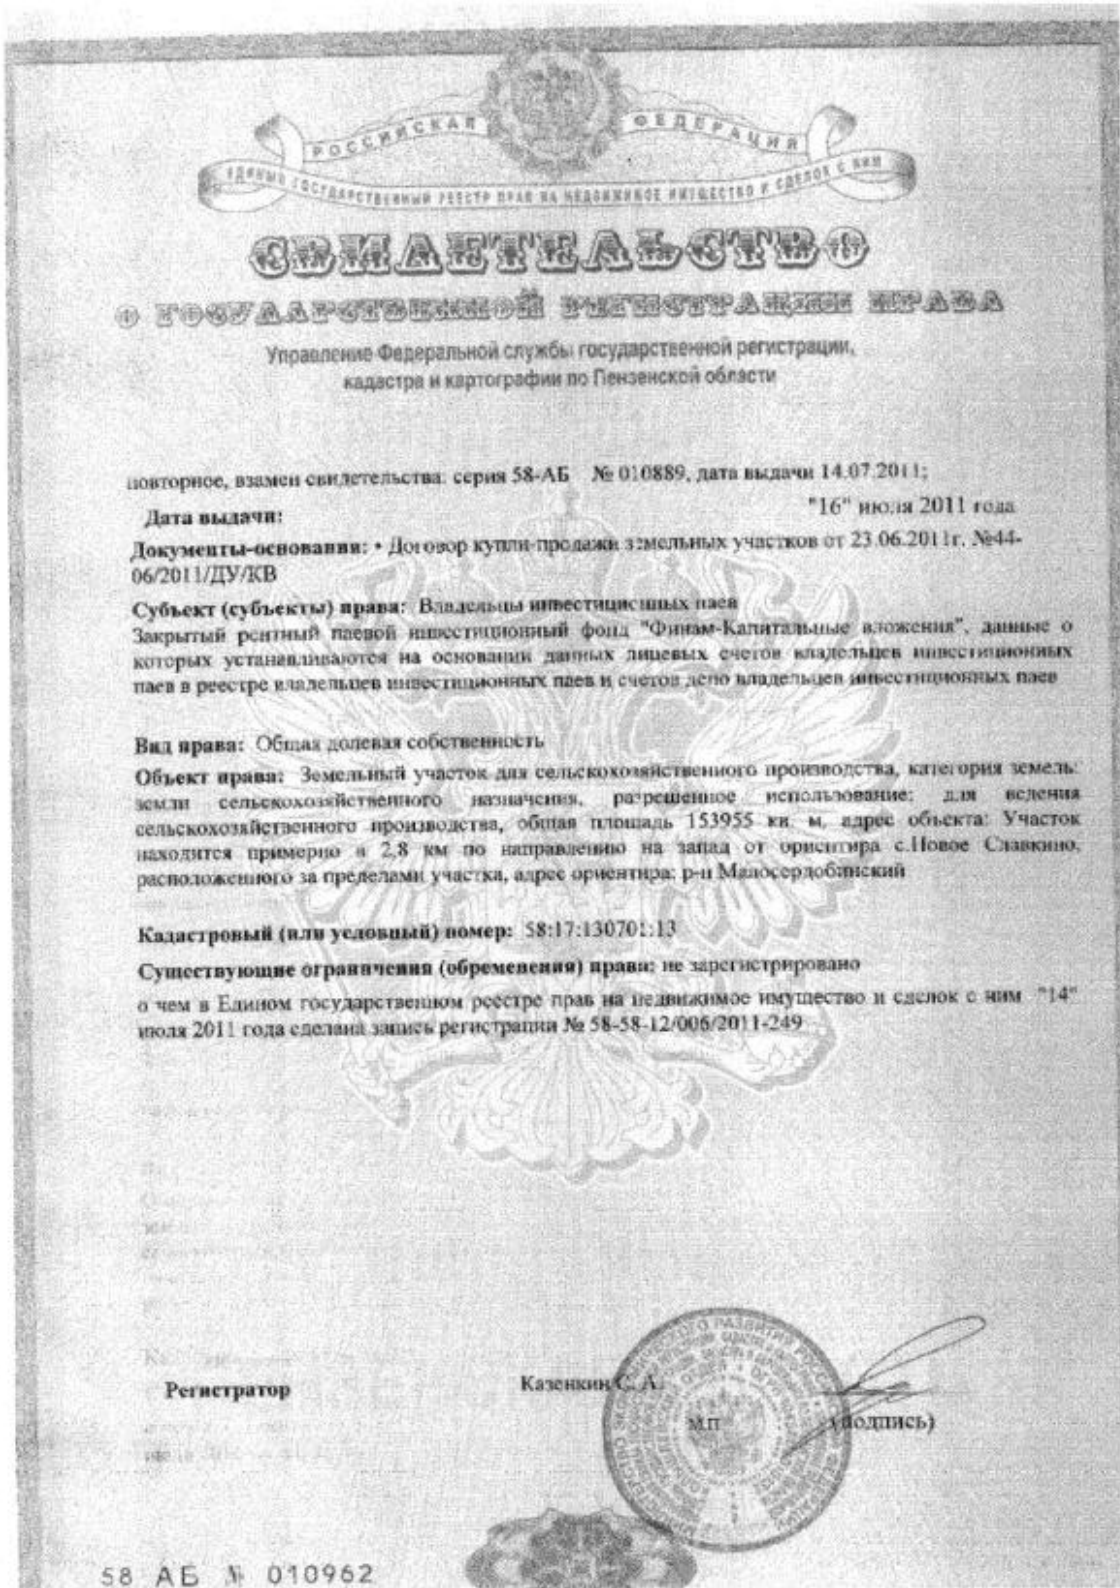 РОССИЙСКАЯ ФЕДЕРАЦИЯ
ЕДИНЫЙ ГОСУДАРСТВЕННЫЙ РЕЕСТР ПРАВ НА НЕДВИЖИМОЕ ИМУЩЕСТВО И СДЕЛОК С НИМ
СВИДЕТЕЛЬСТВО
О ГОСУДАРСТВЕННОЙ РЕГИСТРАЦИИ ПРАВА
Управление Федеральной службы государственной регистрации,
кадастра и картографии по Пензенской области
повторное, взамен свидетельства: серия 58-АБ № 010889, дата выдачи 14.07.2011;
Дата выдачи: "16" июля 2011 года
Документы-основания: • Договор купли-продажи земельных участков от 23.06.2011г. №44-
06/2011/ДУ/КВ
Субъект (субъекты) права: Владельцы инвестиционных паев
Закрытый рентный паевой инвестиционный фонд "Финам-Капитальные вложения", данные о
которых устанавливаются на основании данных лицевых счетов владельцев инвестиционных
паев в реестре владельцев инвестиционных паев и счетов депо владельцев инвестиционных паев
Вид права: Общая долевая собственность
Объект права: Земельный участок для сельскохозяйственного производства, категория земель:
земли сельскохозяйственного назначения, разрешенное использование: для ведения
сельскохозяйственного производства, общая площадь 153955 кв. м, адрес объекта: Участок
находится примерно в 2,8 км по направлению на запад от ориентира с.Новое Славкино,
расположенного за пределами участка, адрес ориентира: р-н Малосердобинский
Кадастровый (или условный) номер: 58:17:130701:13
Существующие ограничения (обременения) права: не зарегистрировано
о чем в Едином государственном реестре прав на недвижимое имущество и сделок с ним "14"
июля 2011 года сделана запись регистрации № 58-58-12/006/2011-249
Регистратор Казенкин С. А.
М.П. (подпись)
58 АБ № 010962